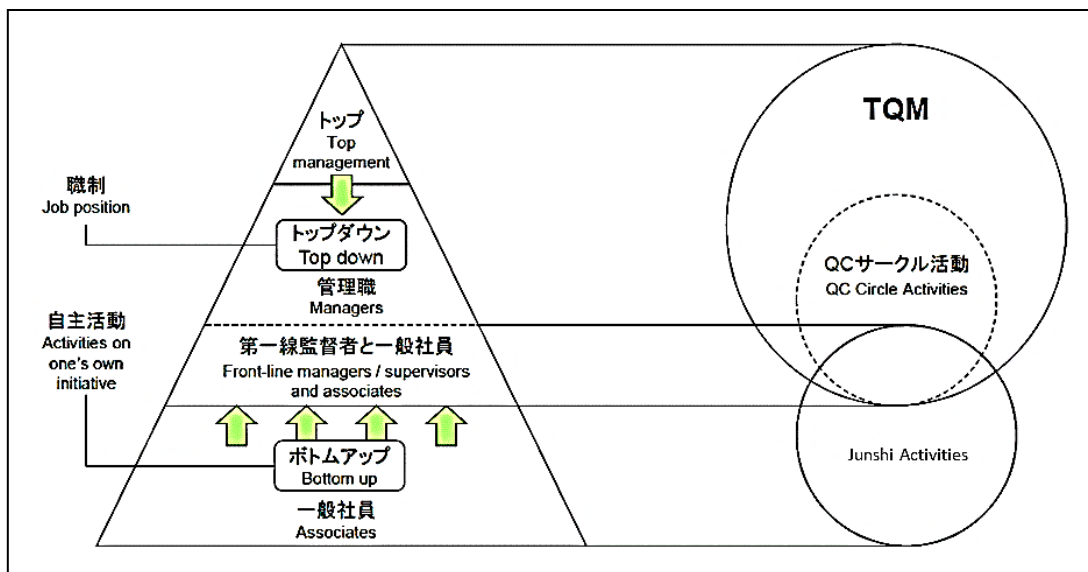 トップ
Top
management
職制
Job position
トップダウン
Top down
管理職
Managers
自主活動
Activities on
one's own
initiative
第一線監督者と一般社員
Front-line managers / supervisors
and associates
ボトムアップ
Bottom up
一般社員
Associates
TQM
QCサークル活動
QC Circle Activities
Junshi Activities